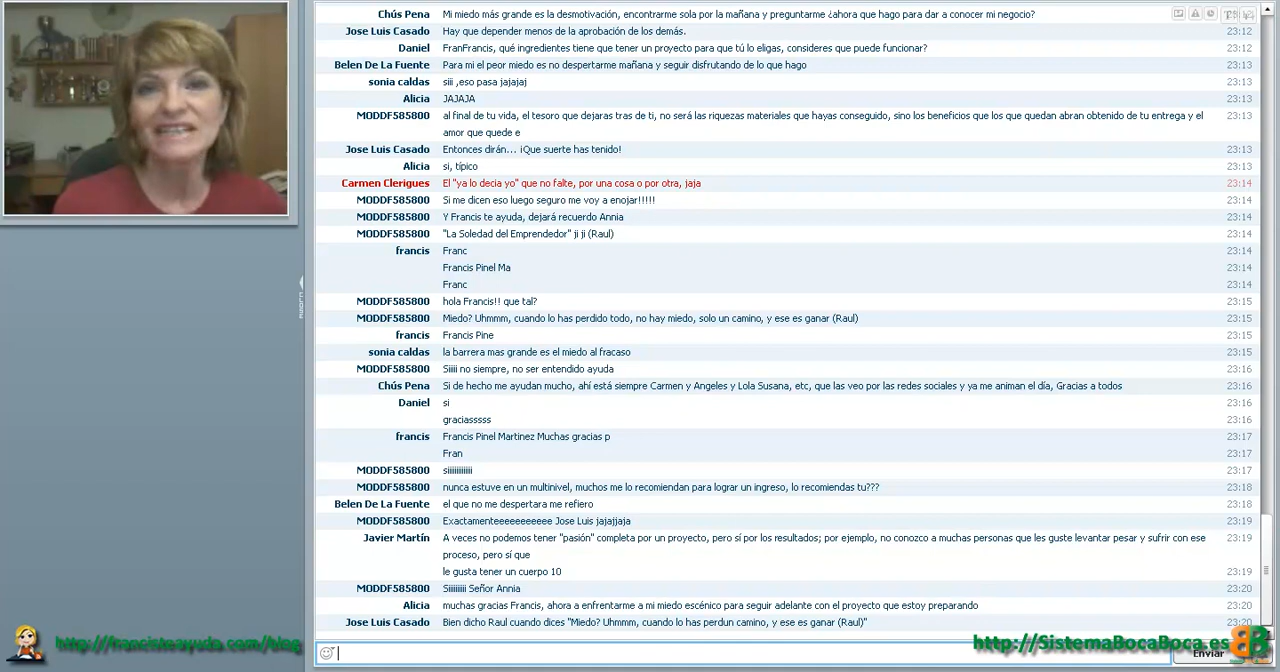 Chús Pena Mi miedo más grande es la desmotivación, encontrarme sola por la mañana y preguntarme ¿ahora que hago para dar a conocer mi negocio?
Jose Luis Casado Hay que depender menos de la aprobación de los demás. 23:12
Daniel FranFrancis, qué ingredientes tiene que tener un proyecto para que tú lo eligas, consideres que puede funcionar? 23:12
Belen De La Fuente Para mi el peor miedo es no despertarme mañana y seguir disfrutando de lo que hago 23:13
sonia caldas siii ,eso pasa jajajaj 23:13
Alicia JAJAJA 23:13
MODDF585800 al final de tu vida, el tesoro que dejaras tras de ti, no será las riquezas materiales que hayas conseguido, sino los beneficios que los que quedan abran obtenido de tu entrega y el 23:13
amor que quede e
Jose Luis Casado Entonces dirán... ¡Que suerte has tenido! 23:13
Alicia si, típico 23:13
Carmen Clerigues El "ya lo decia yo" que no falte, por una cosa o por otra, jaja 23:14
MODDF585800 Si me dicen eso luego seguro me voy a enojar!!!!! 23:14
MODDF585800 Y Francis te ayuda, dejará recuerdo Annia 23:14
MODDF585800 "La Soledad del Emprendedor" ji ji (Raul) 23:14
francis Franc 23:14
Francis Pinel Ma 23:14
Franc 23:14
MODDF585800 hola Francis!! que tal? 23:15
MODDF585800 Miedo? Uhmmm, cuando lo has perdido todo, no hay miedo, solo un camino, y ese es ganar (Raul) 23:15
francis Francis Pine 23:15
sonia caldas la barrera mas grande es el miedo al fracaso 23:15
MODDF585800 Siiii no siempre, no ser entendido ayuda 23:16
Chús Pena Si de hecho me ayudan mucho, ahí está siempre Carmen y Angeles y Lola Susana, etc, que las veo por las redes sociales y ya me animan el día, Gracias a todos 23:16
Daniel si 23:16
graciasssss 23:16
francis Francis Pinel Martinez Muchas gracias p 23:17
Fran 23:17
MODDF585800 siiiiiiiiiiii 23:17
MODDF585800 nunca estuve en un multinivel, muchos me lo recomiendan para lograr un ingreso, lo recomiendas tu??? 23:18
Belen De La Fuente el que no me despertara me refiero 23:18
MODDF585800 Exactamenteeeeeeeeeee Jose Luis jajajjaja 23:19
Javier Martín A veces no podemos tener "pasión" completa por un proyecto, pero sí por los resultados; por ejemplo, no conozco a muchas personas que les guste levantar pesar y sufrir con ese 23:19
proceso, pero sí que
le gusta tener un cuerpo 10 23:19
MODDF585800 Siiiiiiiii Señor Annia 23:20
Alicia muchas gracias Francis, ahora a enfrentarme a mi miedo escénico para seguir adelante con el proyecto que estoy preparando 23:20
Jose Luis Casado Bien dicho Raul cuando dices "Miedo? Uhmmm, cuando lo has perdun camino, y ese es ganar (Raul)" 23:20
http://francisteayuda.com/blog
http://SistemaBocaBoca.es
Enviar